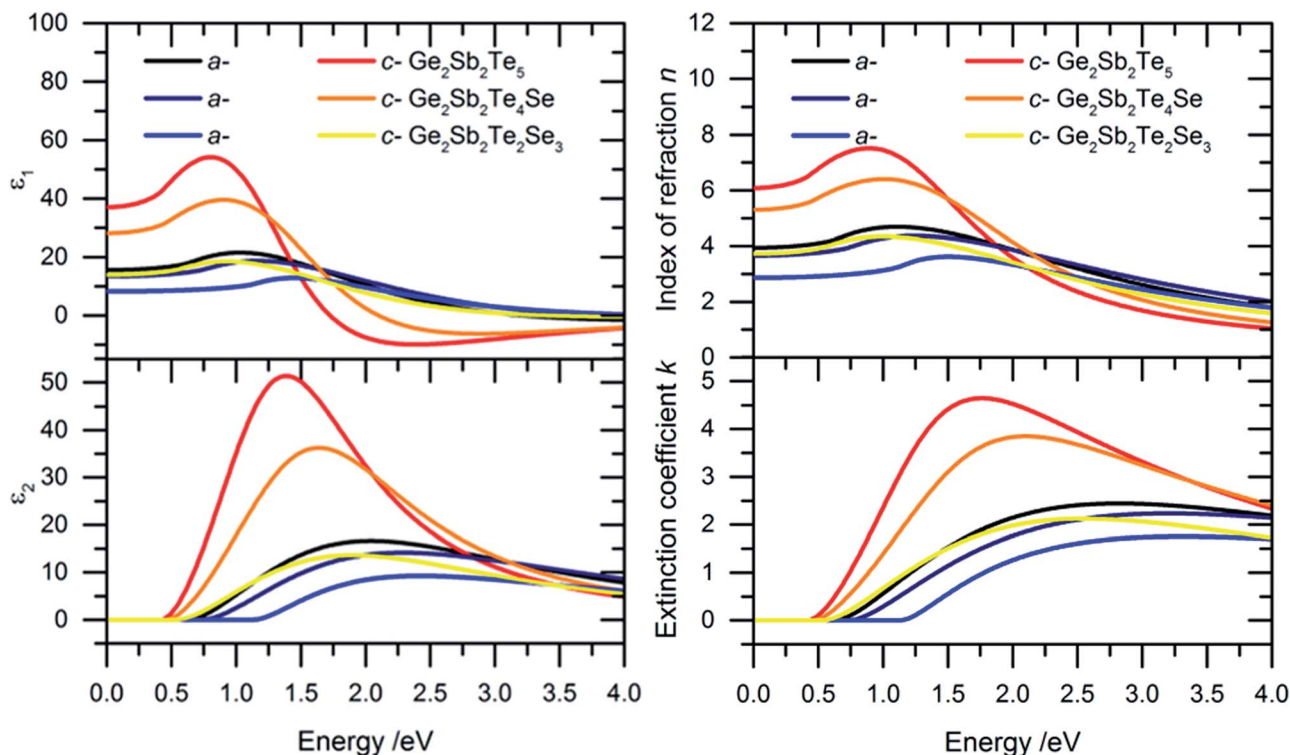 100
80
60
40
20
0
ε1
a- c- Ge2Sb2Te5
a- c- Ge2Sb2Te4Se
a- c- Ge2Sb2Te2Se3
50
40
30
20
10
0
ε2
0.0 0.5 1.0 1.5 2.0 2.5 3.0 3.5 4.0
Energy /eV
12
10
8
6
4
2
0
Index of refraction n
a- c- Ge2Sb2Te5
a- c- Ge2Sb2Te4Se
a- c- Ge2Sb2Te2Se3
5
4
3
2
1
0
Extinction coefficient k
0.0 0.5 1.0 1.5 2.0 2.5 3.0 3.5 4.0
Energy /eV